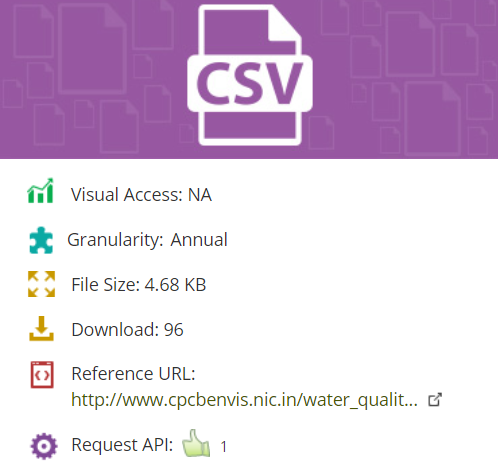 CSV
Visual Access: NA
Granularity: Annual
File Size: 4.68 KB
Download: 96
Reference URL:
http://www.cpcbenvis.nic.in/water_qualit...
Request API: 1